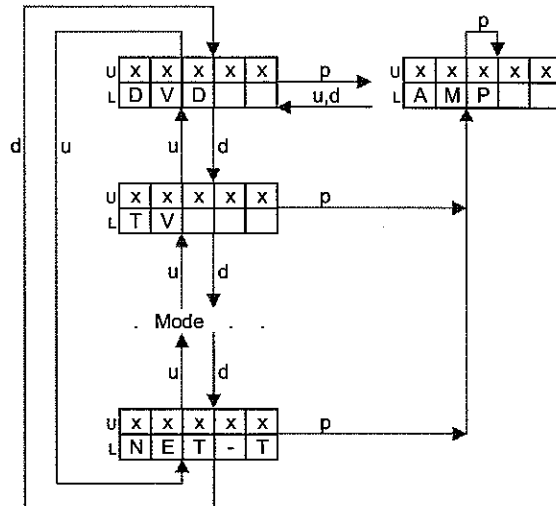 p
U x x x x x
L D V D
p
u,d
U x x x x x
L A M P
d
u
u
d
U x x x x x
L T V
p
u
d
. Mode . .
u
d
U x x x x x
L N E T - T
p